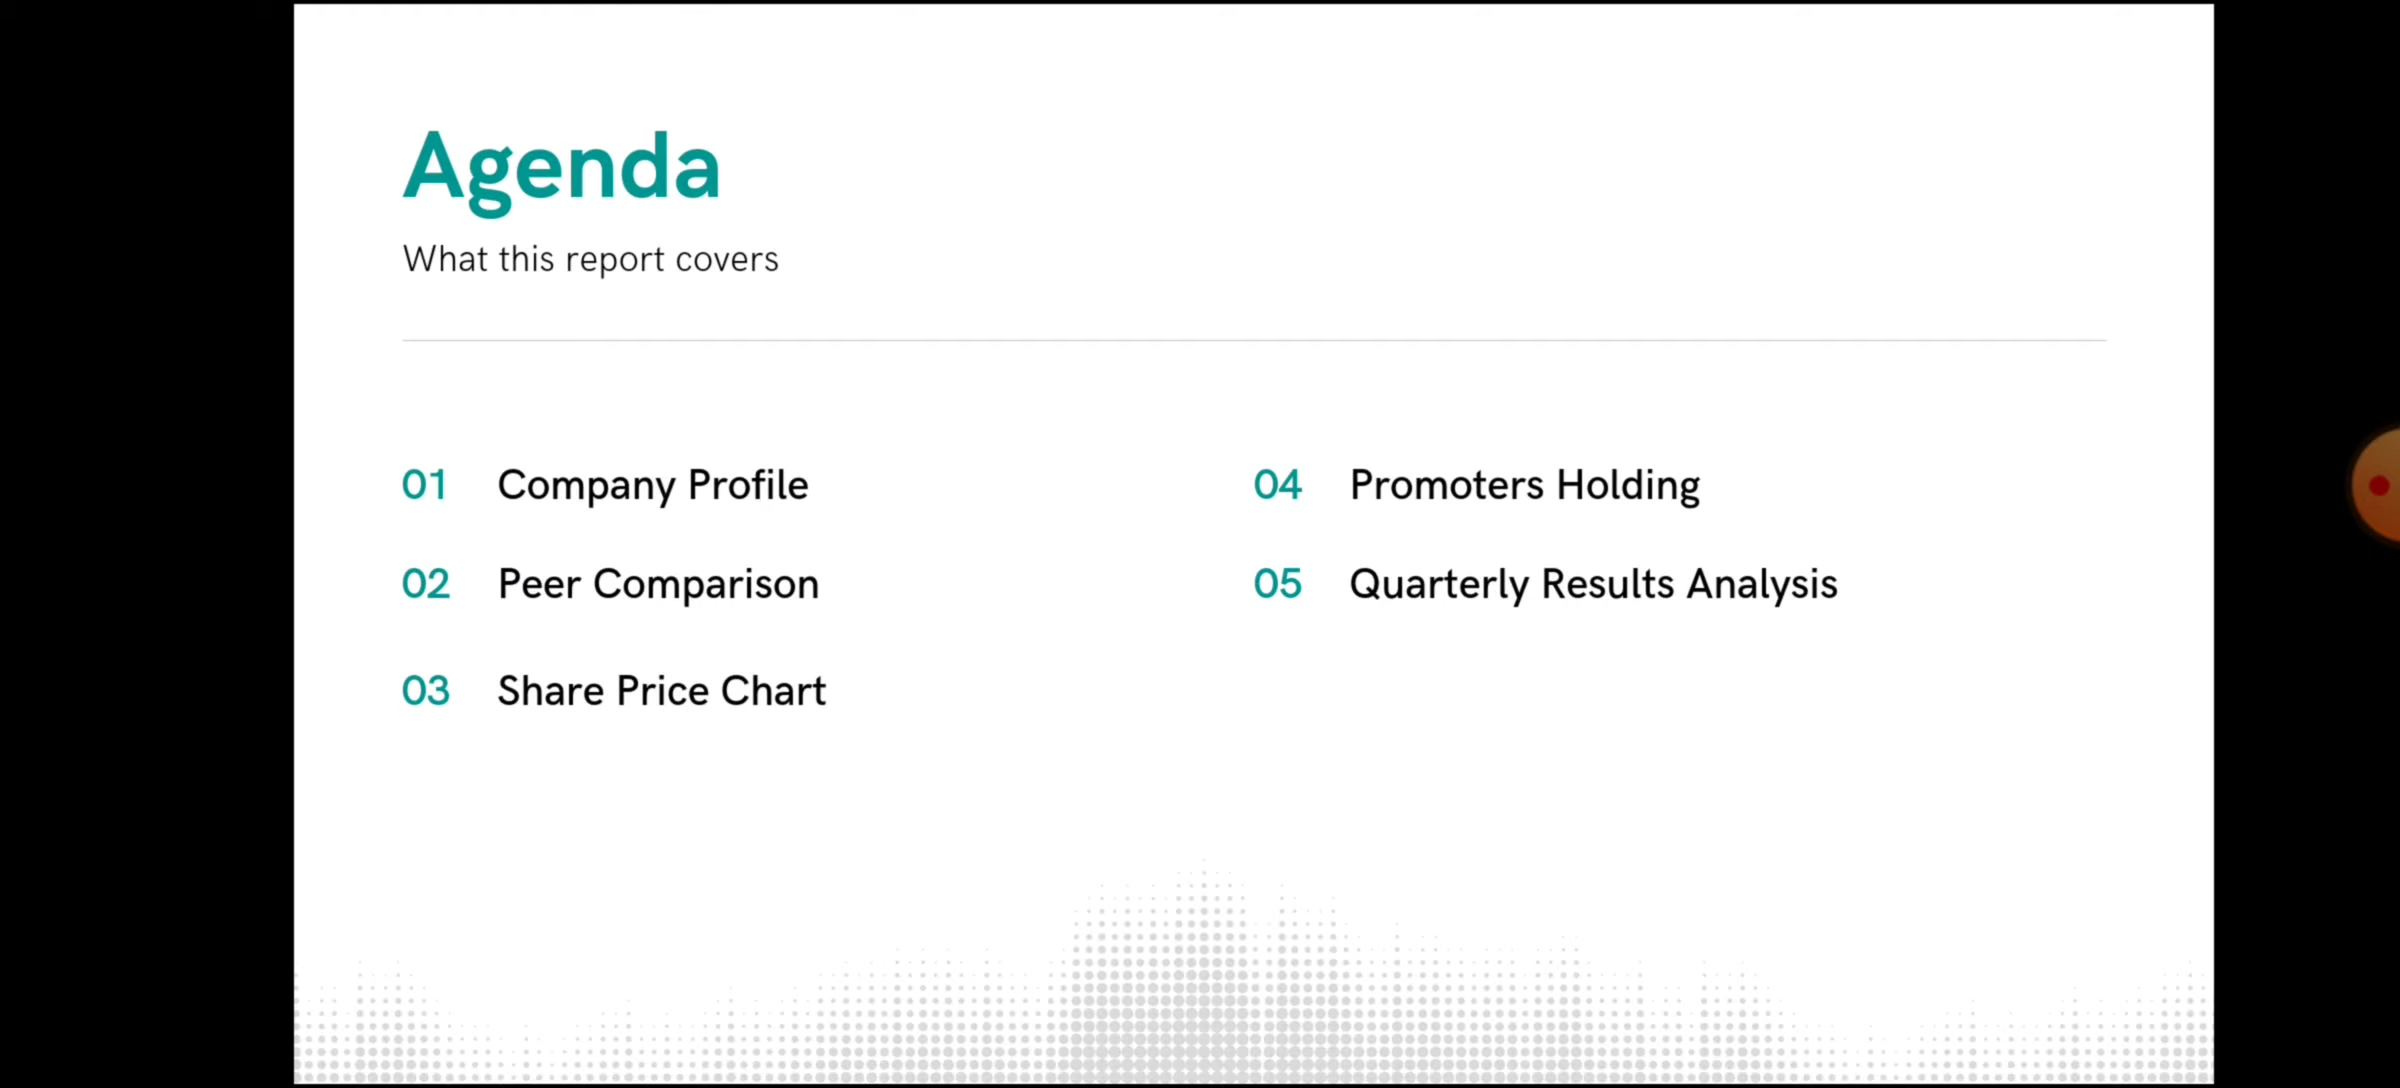 Agenda
What this report covers
01 Company Profile
02 Peer Comparison
03 Share Price Chart
04 Promoters Holding
05 Quarterly Results Analysis